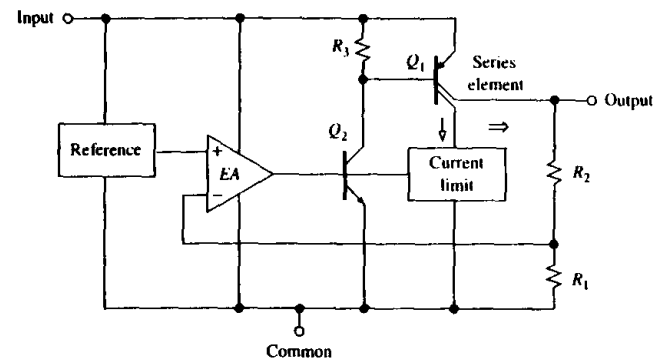 Input
R3
Q1
Series
element
Output
Reference
+
EA
−
Q2
Current
limit
R2
R1
Common